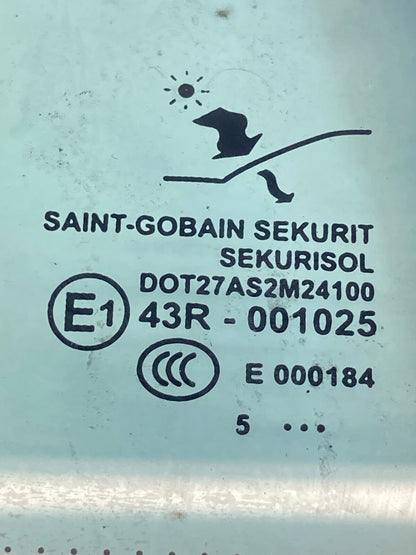 SAINT-GOBAIN SEKURIT
SEKURISOL
DOT27AS2M24100
E1 43R - 001025
CCC E 000184
5 ...